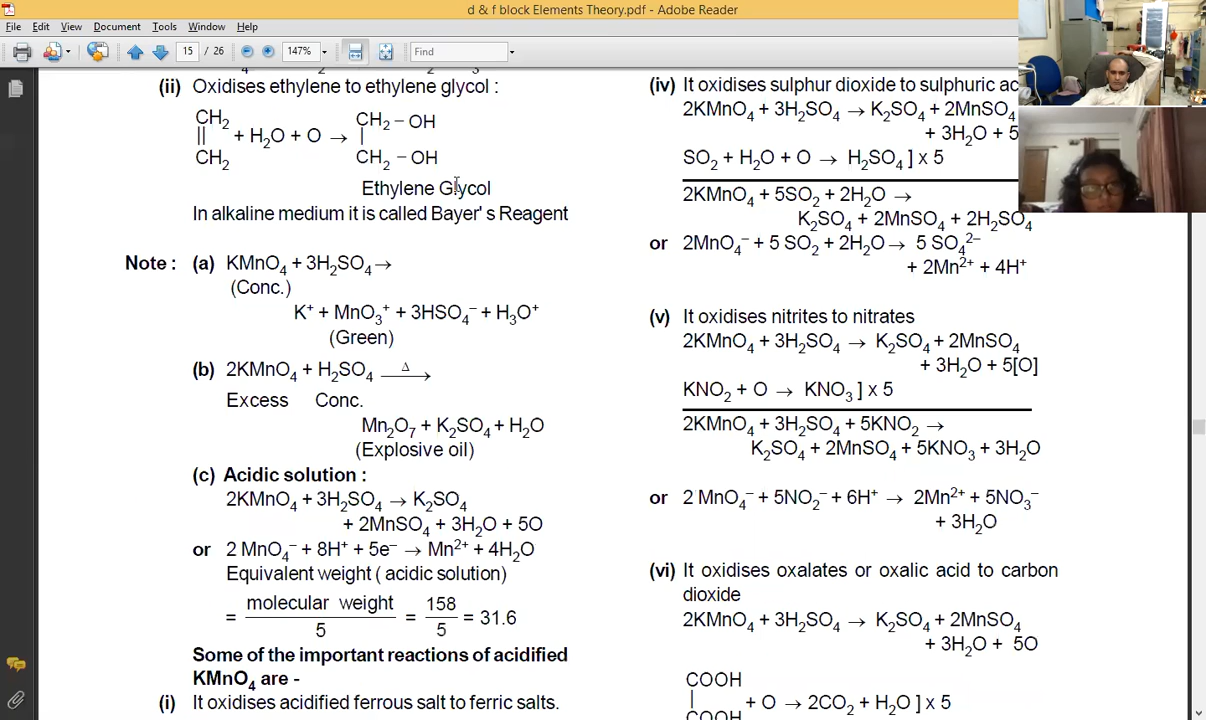 d & f block Elements Theory.pdf - Adobe Reader
File Edit View Document Tools Window Help
15 / 26 147% Find
(ii) Oxidises ethylene to ethylene glycol :
CH₂ CH₂ – OH
|| + H₂O + O → |
CH₂ CH₂ – OH
Ethylene Glycol
In alkaline medium it is called Bayer' s Reagent
Note : (a) KMnO₄ + 3H₂SO₄→
(Conc.)
K⁺ + MnO₃⁺ + 3HSO₄⁻ + H₃O⁺
(Green)
(b) 2KMnO₄ + H₂SO₄ —Δ→
Excess Conc.
Mn₂O₇ + K₂SO₄ + H₂O
(Explosive oil)
(c) Acidic solution :
2KMnO₄ + 3H₂SO₄ → K₂SO₄
+ 2MnSO₄ + 3H₂O + 5O
or 2 MnO₄⁻ + 8H⁺ + 5e⁻ → Mn²⁺ + 4H₂O
Equivalent weight ( acidic solution)
= molecular weight / 5 = 158 / 5 = 31.6
Some of the important reactions of acidified
KMnO₄ are -
(i) It oxidises acidified ferrous salt to ferric salts.
(iv) It oxidises sulphur dioxide to sulphuric
2KMnO₄ + 3H₂SO₄ → K₂SO₄ + 2MnSO₄
+ 3H₂O + 5
SO₂ + H₂O + O → H₂SO₄ ] x 5
2KMnO₄ + 5SO₂ + 2H₂O →
K₂SO₄ + 2MnSO₄ + 2H₂SO₄
or 2MnO₄⁻ + 5 SO₂ + 2H₂O → 5 SO₄²⁻
+ 2Mn²⁺ + 4H⁺
(v) It oxidises nitrites to nitrates
2KMnO₄ + 3H₂SO₄ → K₂SO₄ + 2MnSO₄
+ 3H₂O + 5[O]
KNO₂ + O → KNO₃ ] x 5
2KMnO₄ + 3H₂SO₄ + 5KNO₂ →
K₂SO₄ + 2MnSO₄ + 5KNO₃ + 3H₂O
or 2 MnO₄⁻ + 5NO₂⁻ + 6H⁺ → 2Mn²⁺ + 5NO₃⁻
+ 3H₂O
(vi) It oxidises oxalates or oxalic acid to carbon
dioxide
2KMnO₄ + 3H₂SO₄ → K₂SO₄ + 2MnSO₄
+ 3H₂O + 5O
COOH
| + O → 2CO₂ + H₂O ] x 5
COOH